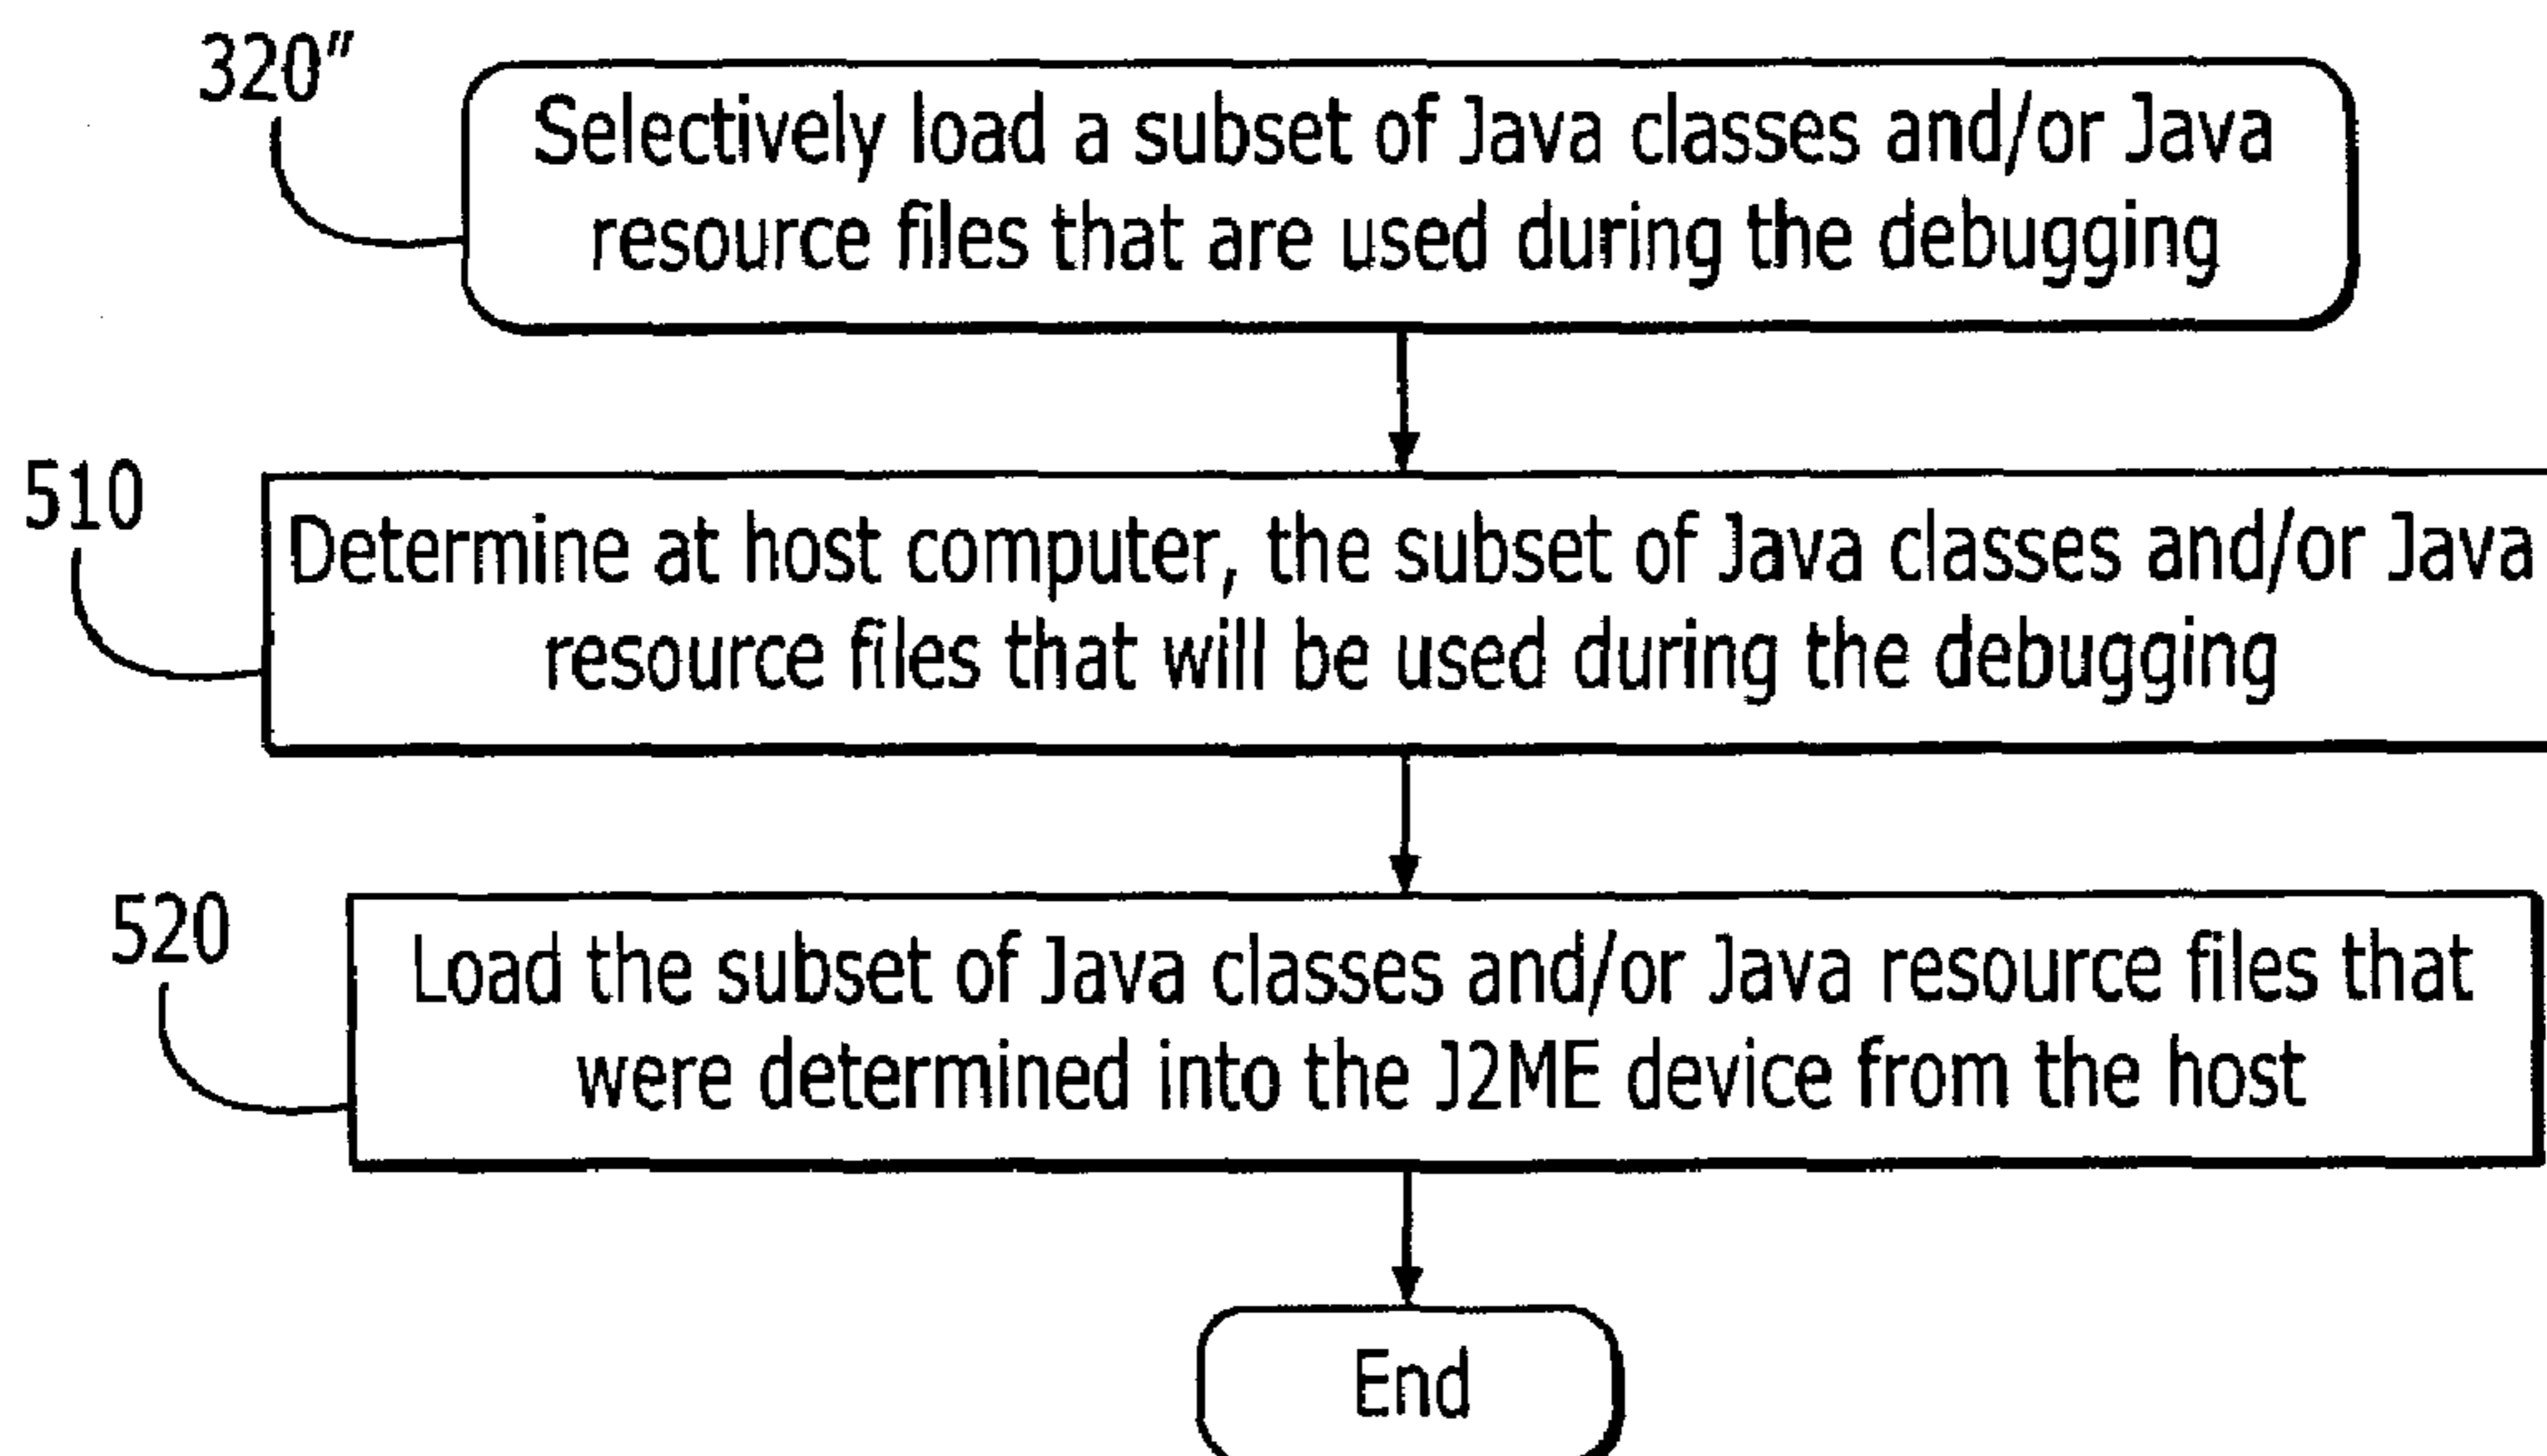 320"
Selectively load a subset of Java classes and/or Java
resource files that are used during the debugging
510
Determine at host computer, the subset of Java classes and/or Java
resource files that will be used during the debugging
520
Load the subset of Java classes and/or Java resource files that
were determined into the J2ME device from the host
End